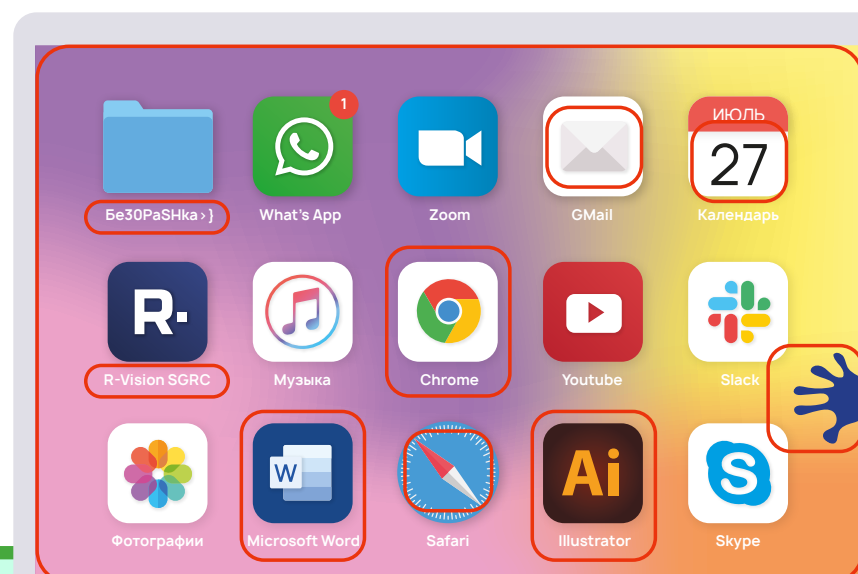 1
ИЮЛЬ
27
Бе30PaSHka>}
What's App
Zoom
GMail
Календарь
R.
R-Vision SGRC
Музыка
Chrome
Youtube
Slack
W
Ai
S
Фотографии
Microsoft Word
Safari
Illustrator
Skype